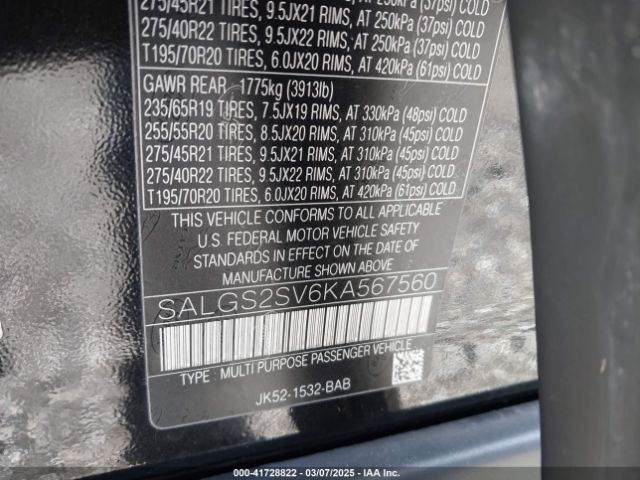 275/45R21 TIRES, 9.5JX21 RIMS, AT 250kPa (37psi) COLD
275/40R22 TIRES, 9.5JX22 RIMS, AT 250kPa (37psi) COLD
T195/70R20 TIRES, 6.0JX20 RIMS, AT 420kPa (61psi) COLD
GAWR REAR 1775kg (3913lb)
235/65R19 TIRES, 7.5JX19 RIMS, AT 330kPa (48psi) COLD
255/55R20 TIRES, 8.5JX20 RIMS, AT 310kPa (45psi) COLD
275/45R21 TIRES, 9.5JX21 RIMS, AT 310kPa (45psi) COLD
275/40R22 TIRES, 9.5JX22 RIMS, AT 310kPa (45psi) COLD
T195/70R20 TIRES, 6.0JX20 RIMS, AT 420kPa (61psi) COLD
THIS VEHICLE CONFORMS TO ALL APPLICABLE
U.S. FEDERAL MOTOR VEHICLE SAFETY
STANDARDS IN EFFECT ON THE DATE OF
MANUFACTURE SHOWN ABOVE
SALGS2SV6KA567560
TYPE: MULTI PURPOSE PASSENGER VEHICLE
JK52-1532-BAB
000-41728822 — 03/07/2025 — IAA Inc.